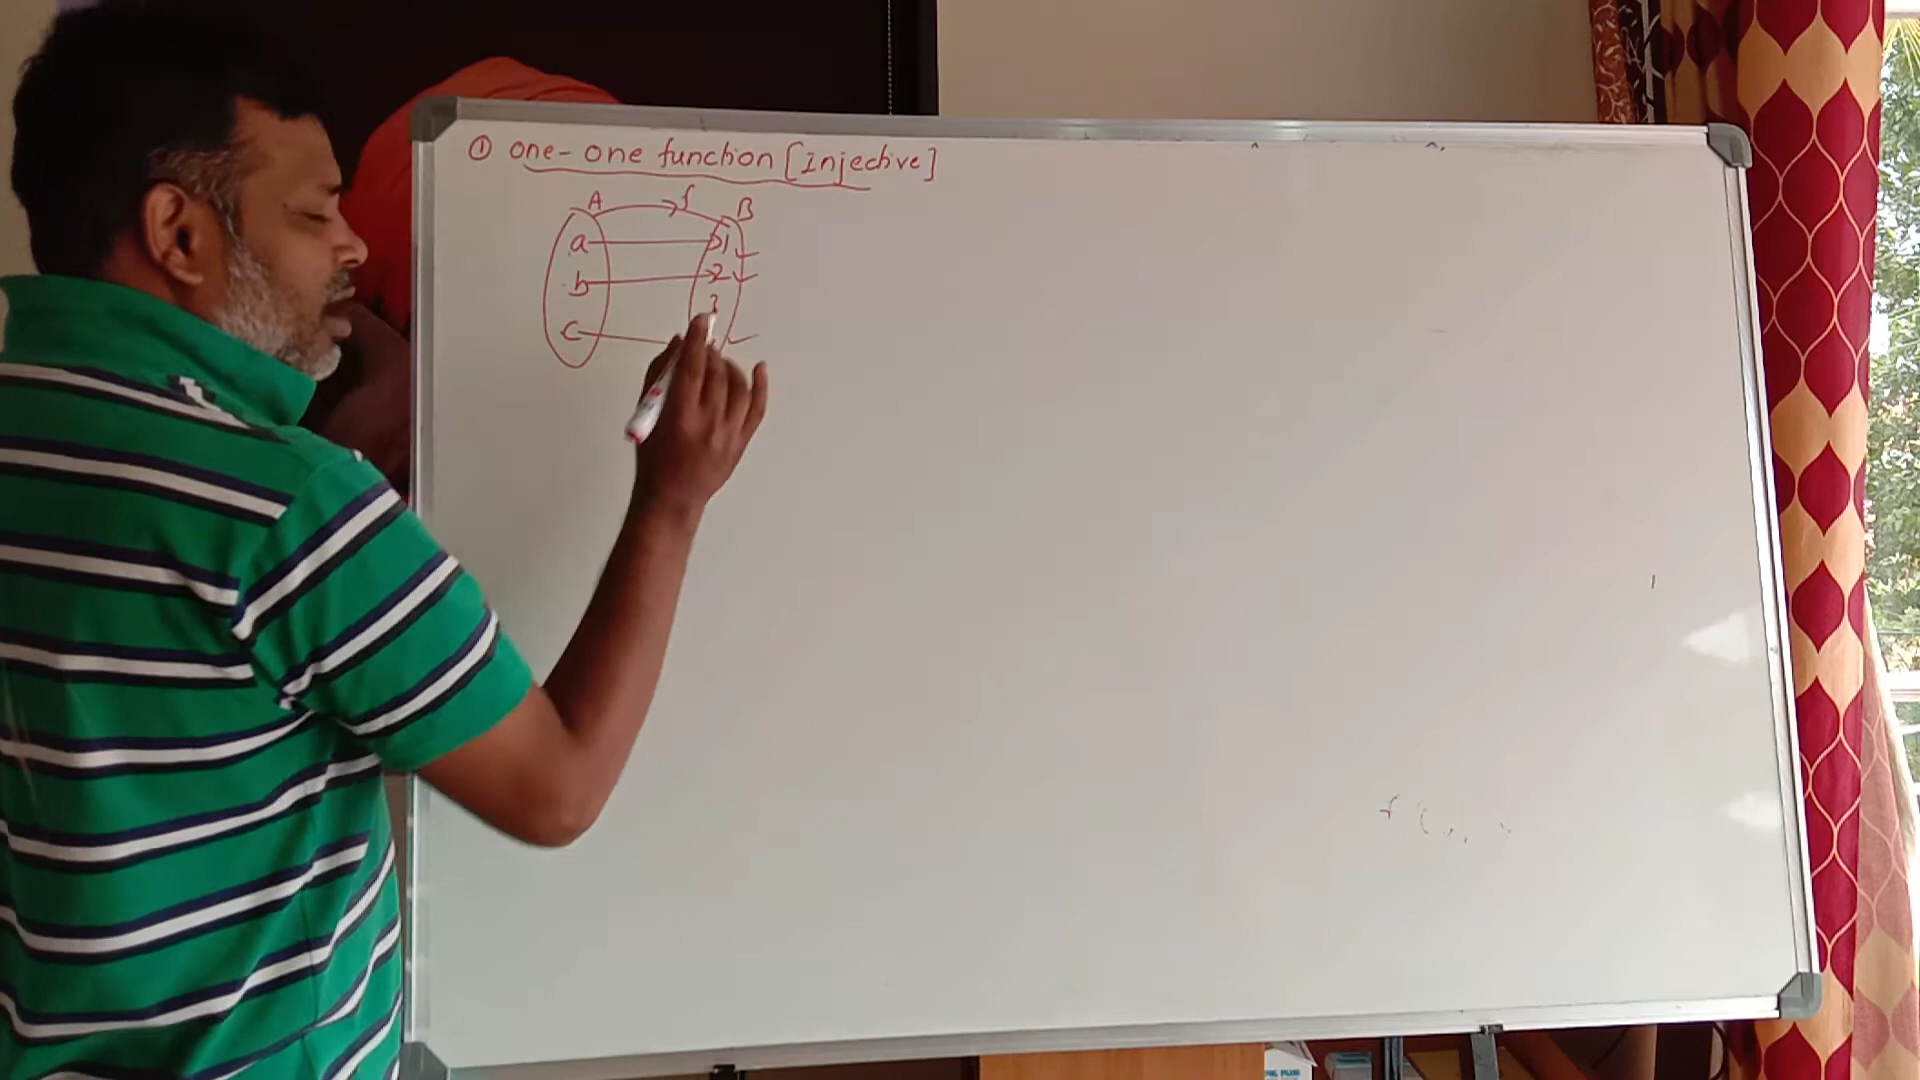 ① one-one function [Injective]
A f B
a 1
b 2
3
c
f (